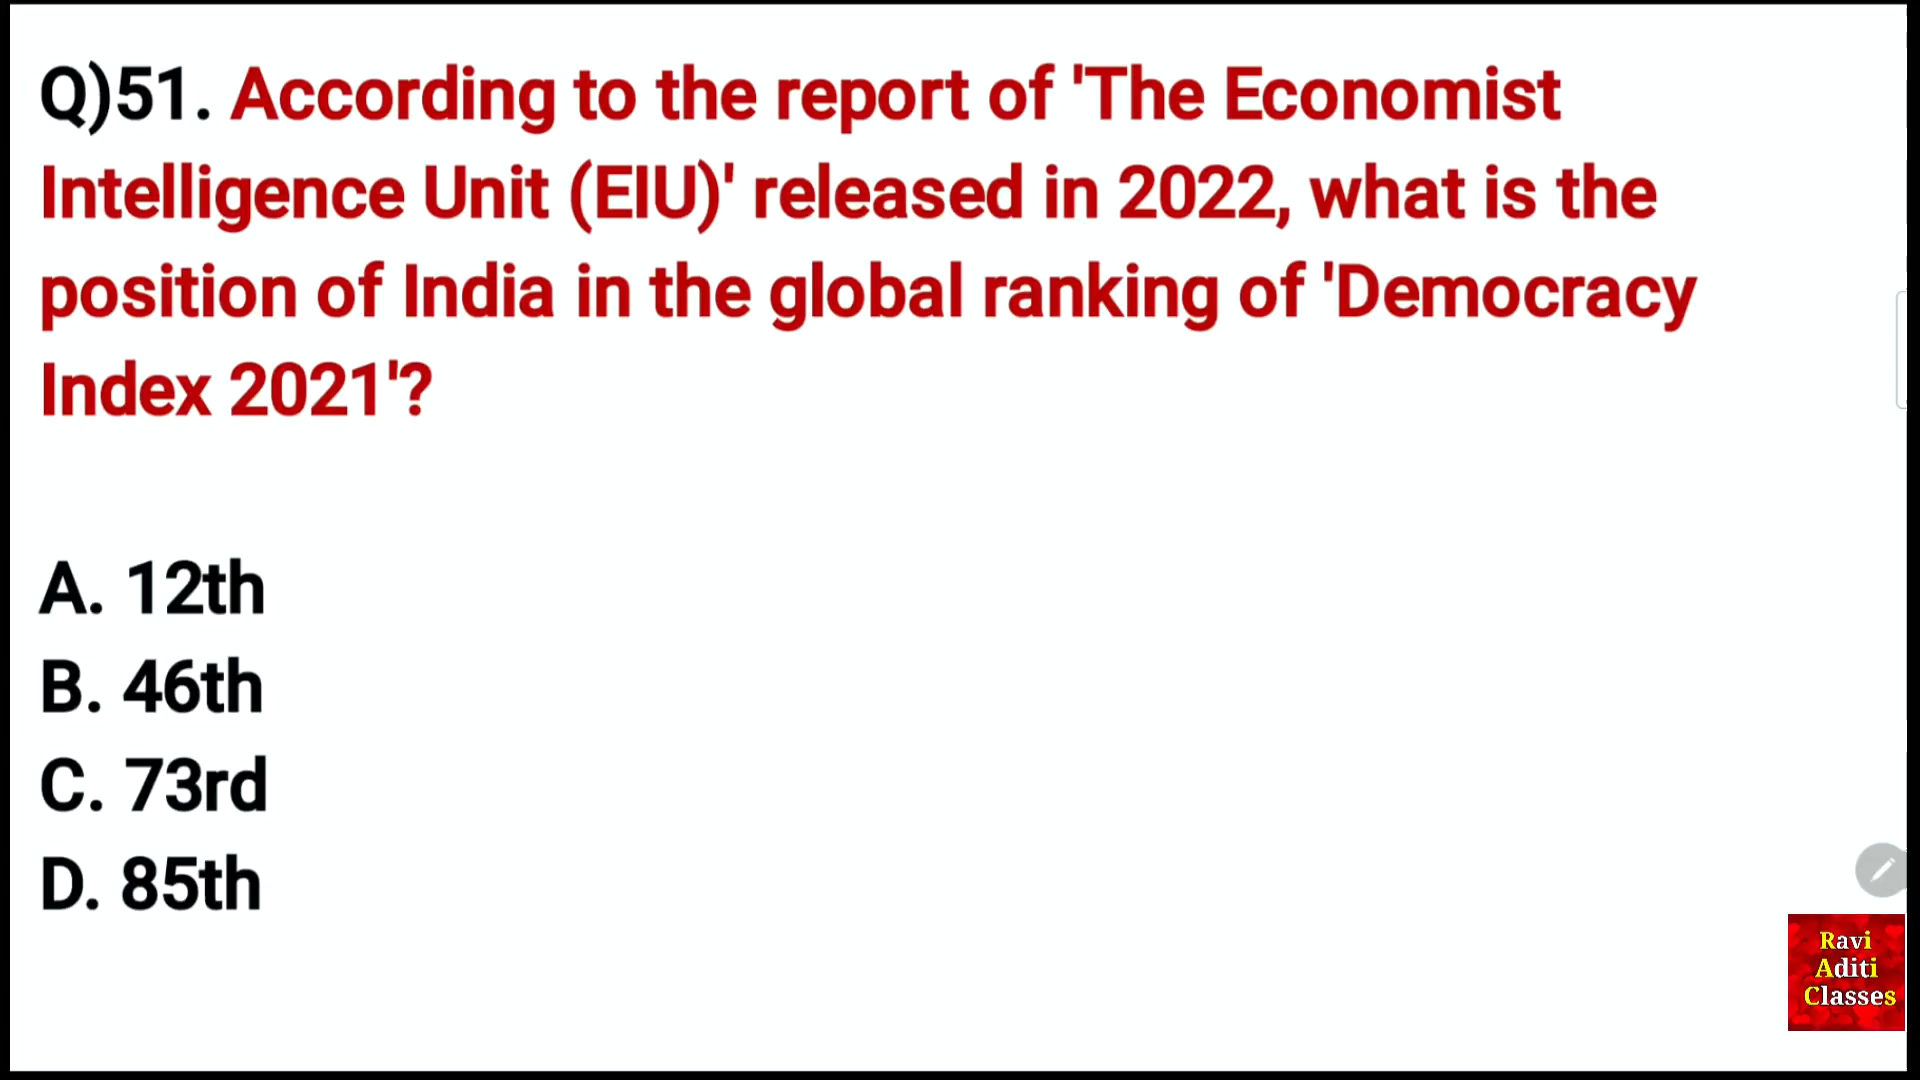 Q)51. According to the report of 'The Economist
Intelligence Unit (EIU)' released in 2022, what is the
position of India in the global ranking of 'Democracy
Index 2021'?
A. 12th
B. 46th
C. 73rd
D. 85th
Ravi
Aditi
Classes